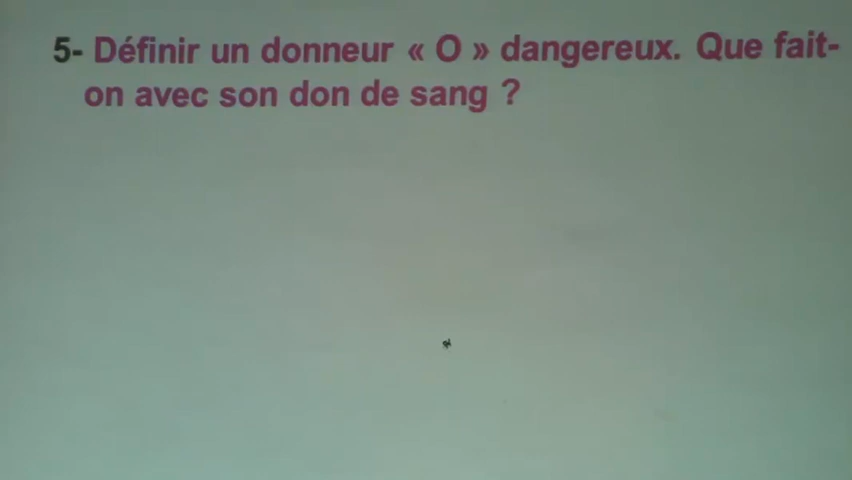 5- Définir un donneur « O » dangereux. Que fait-
on avec son don de sang ?